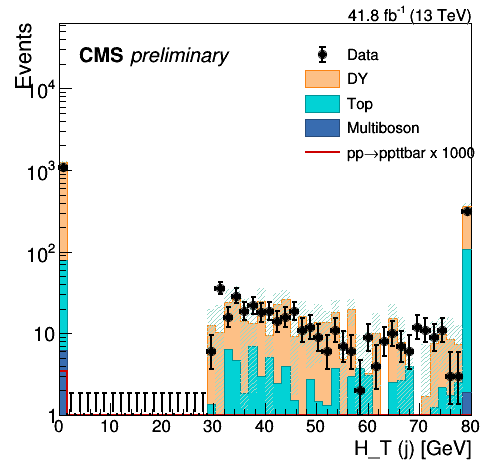 41.8 fb⁻¹ (13 TeV)
Events
CMS preliminary
Data
DY
Top
Multiboson
pp→ppttbar x 1000
10⁴
10³
10²
10
1
0 10 20 30 40 50 60 70 80
H_T (j) [GeV]